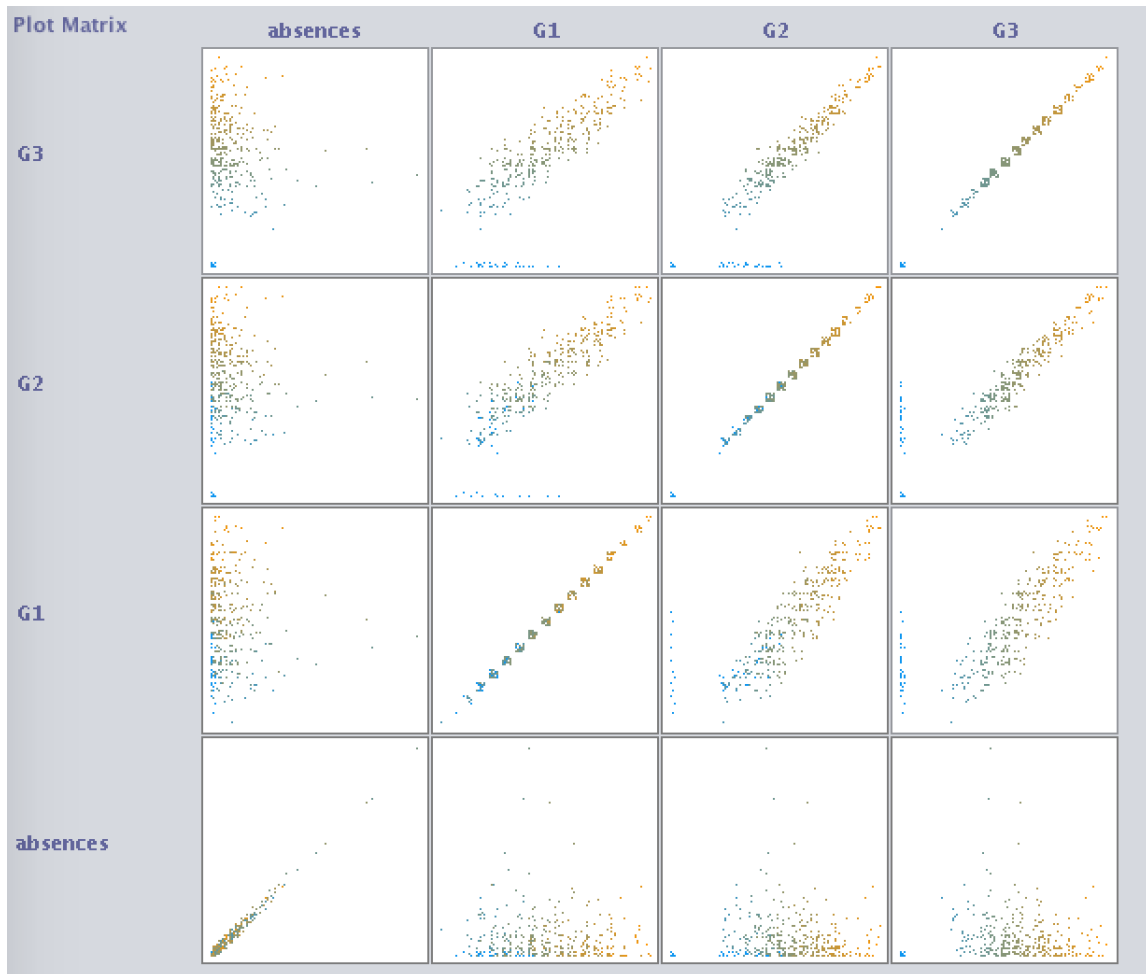 Plot Matrix
absences G1 G2 G3
G3
G2
G1
absences